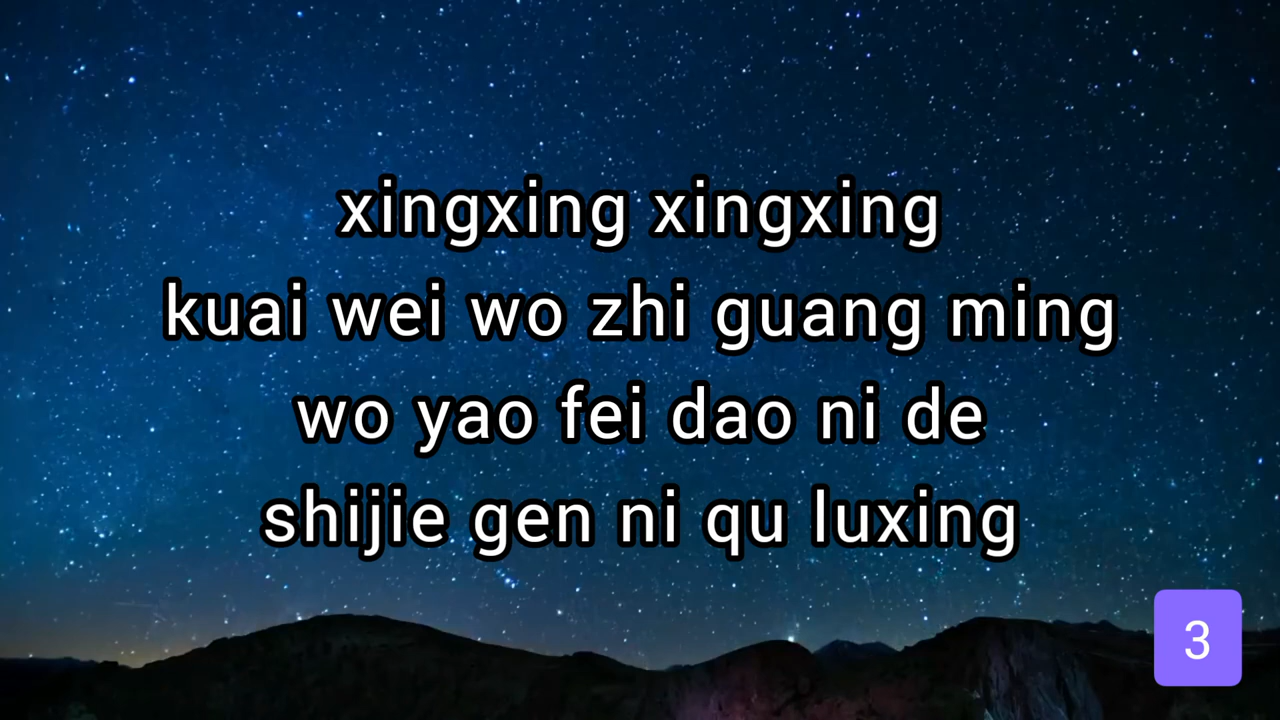 xingxing xingxing
kuai wei wo zhi guang ming
wo yao fei dao ni de
shijie gen ni qu luxing
3